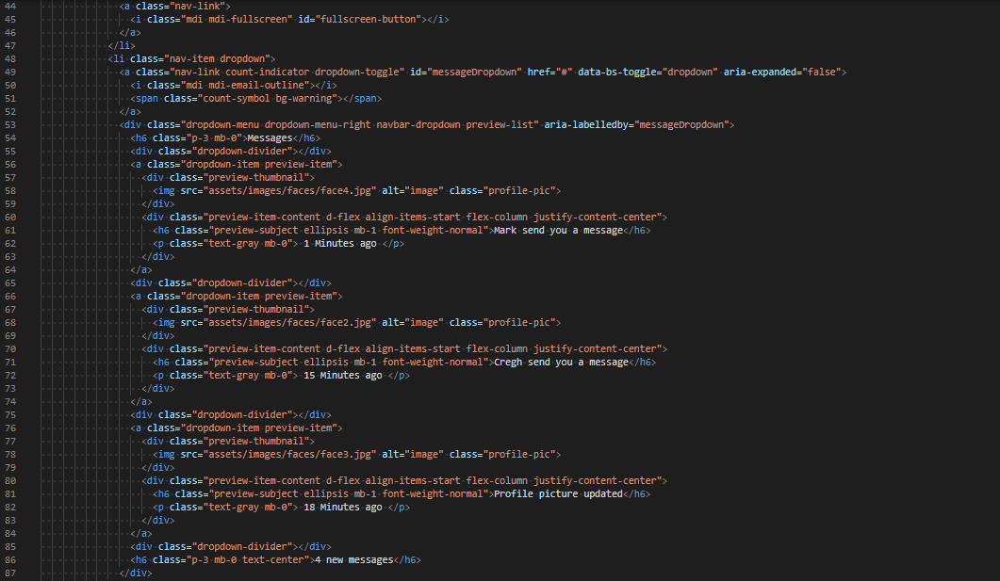 44 <a class="nav-link">
45 <i class="mdi mdi-fullscreen" id="fullscreen-button"></i>
46 </a>
47 </li>
48 <li class="nav-item dropdown">
49 <a class="nav-link count-indicator dropdown-toggle" id="messageDropdown" href="#" data-bs-toggle="dropdown" aria-expanded="false">
50 <i class="mdi mdi-email-outline"></i>
51 <span class="count-symbol bg-warning"></span>
52 </a>
53 <div class="dropdown-menu dropdown-menu-right navbar-dropdown preview-list" aria-labelledby="messageDropdown">
54 <h6 class="p-3 mb-0">Messages</h6>
55 <div class="dropdown-divider"></div>
56 <a class="dropdown-item preview-item">
57 <div class="preview-thumbnail">
58 <img src="assets/images/faces/face4.jpg" alt="image" class="profile-pic">
59 </div>
60 <div class="preview-item-content d-flex align-items-start flex-column justify-content-center">
61 <h6 class="preview-subject ellipsis mb-1 font-weight-normal">Mark send you a message</h6>
62 <p class="text-gray mb-0"> 1 Minutes ago </p>
63 </div>
64 </a>
65 <div class="dropdown-divider"></div>
66 <a class="dropdown-item preview-item">
67 <div class="preview-thumbnail">
68 <img src="assets/images/faces/face2.jpg" alt="image" class="profile-pic">
69 </div>
70 <div class="preview-item-content d-flex align-items-start flex-column justify-content-center">
71 <h6 class="preview-subject ellipsis mb-1 font-weight-normal">Cregh send you a message</h6>
72 <p class="text-gray mb-0"> 15 Minutes ago </p>
73 </div>
74 </a>
75 <div class="dropdown-divider"></div>
76 <a class="dropdown-item preview-item">
77 <div class="preview-thumbnail">
78 <img src="assets/images/faces/face3.jpg" alt="image" class="profile-pic">
79 </div>
80 <div class="preview-item-content d-flex align-items-start flex-column justify-content-center">
81 <h6 class="preview-subject ellipsis mb-1 font-weight-normal">Profile picture updated</h6>
82 <p class="text-gray mb-0"> 18 Minutes ago </p>
83 </div>
84 </a>
85 <div class="dropdown-divider"></div>
86 <h6 class="p-3 mb-0 text-center">4 new messages</h6>
87 </div>